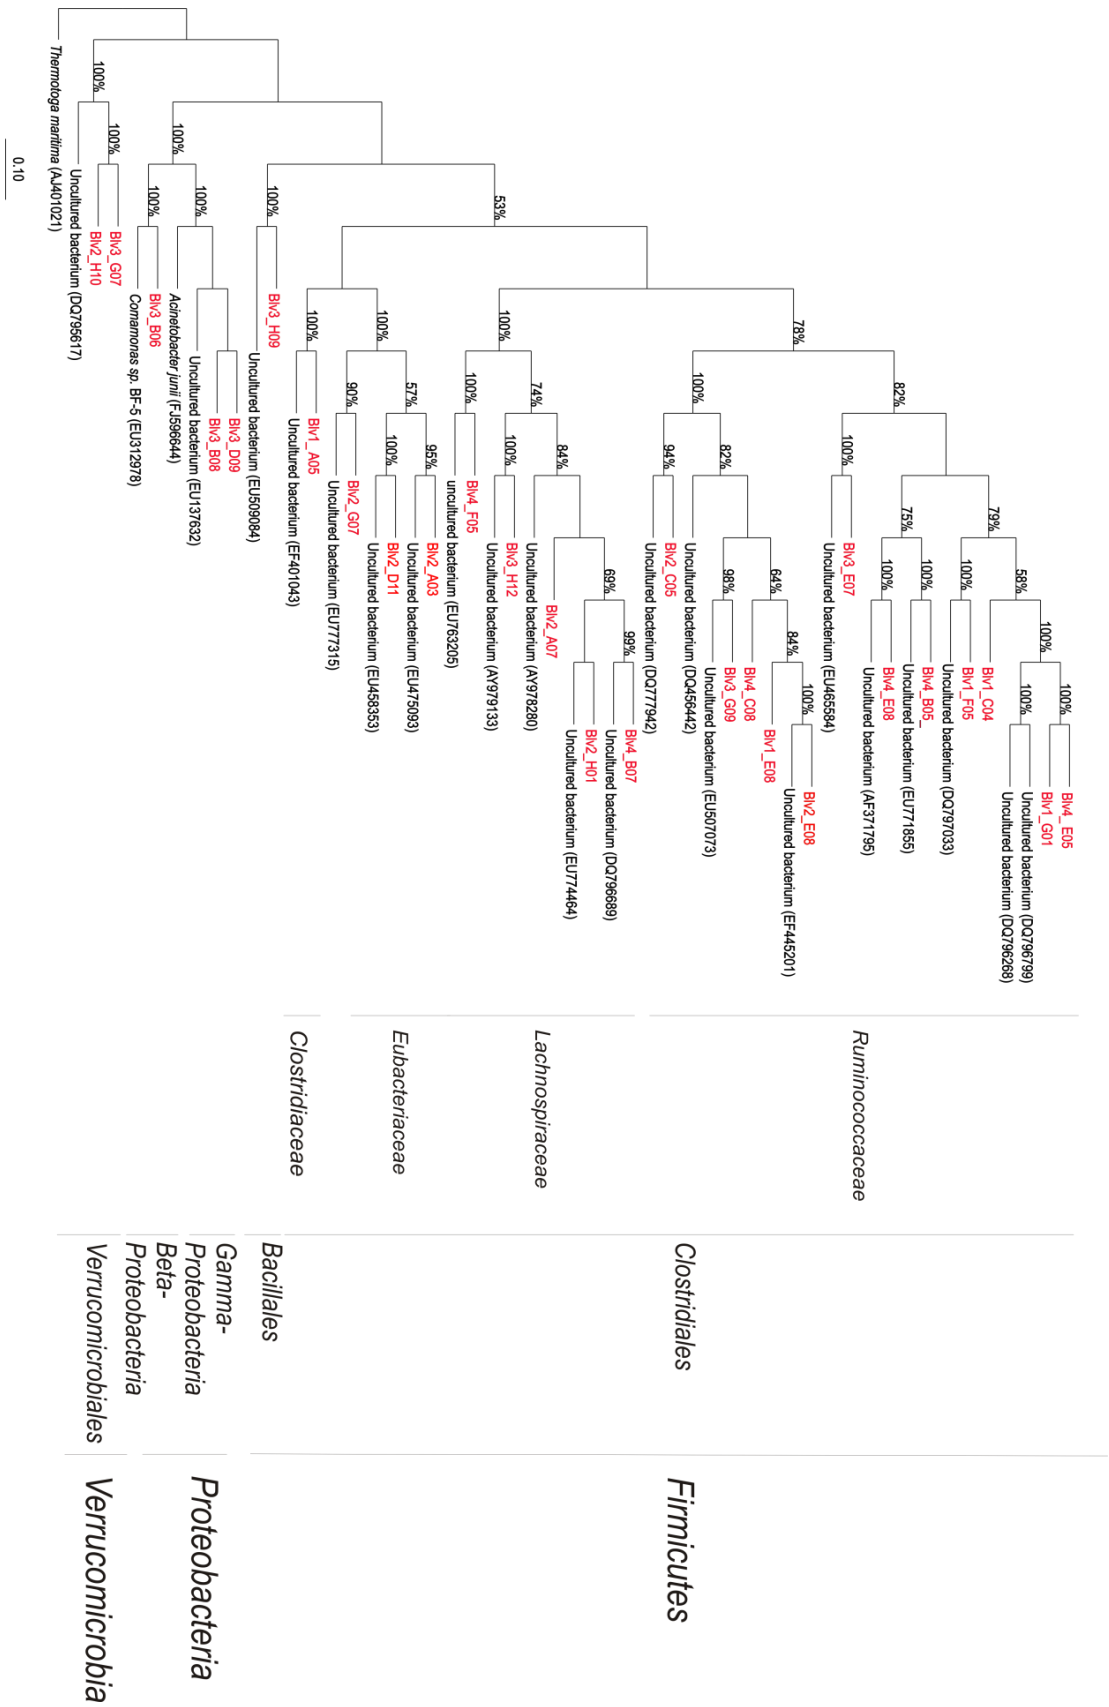 Blv4_E05
Blv1_G01
Uncultured bacterium (DQ796799)
Uncultured bacterium (DQ796268)
Blv1_C04
Blv1_F05
Uncultured bacterium (DQ797033)
Blv4_B05_
Uncultured bacterium (EU771855)
Blv4_E08
Uncultured bacterium (AF371795)
Blv3_E07
Uncultured bacterium (EU465584)
Blv2_E08
Uncultured bacterium (EF445201)
Blv1_E08
Blv4_C08
Blv3_G09
Uncultured bacterium (EU507073)
Uncultured bacterium (DQ456442)
Blv2_C05
Uncultured bacterium (DQ777942)
Blv4_B07
Uncultured bacterium (DQ796689)
Blv2_H01
Uncultured bacterium (EU774464)
Blv2_A07
Uncultured bacterium (AY978280)
Blv3_H12
Uncultured bacterium (AY979133)
Blv4_F05
uncultured bacterium (EU763205)
Blv2_A03
Uncultured bacterium (EU475093)
Blv2_D11
Uncultured bacterium (EU458353)
Blv2_G07
Uncultured bacterium (EU777315)
Blv1_ A05
Uncultured bacterium (EF401043)
Blv3_H09
Uncultured bacterium (EU509084)
Blv3_D09
Blv3_B08
Uncultured bacterium (EU137632)
Acinetobacter junii (FJ596644)
Blv3_B06
Comamonas sp. BF-5 (EU312978)
Blv3_G07
Blv2_H10
Uncultured bacterium (DQ795617)
Thermotoga maritima (AJ401021)
100%
100%
100%
58%
79%
100%
100%
100%
75%
82%
100%
78%
100%
84%
64%
98%
82%
94%
100%
99%
69%
84%
74%
100%
100%
100%
53%
95%
57%
100%
100%
90%
100%
100%
100%
100%
100%
100%
100%
0.10
Ruminococcaceae
Lachnospiraceae
Eubacteriaceae
Clostridiaceae
Clostridiales
Bacillales
Gamma-
Proteobacteria
Beta-
Proteobacteria
Verrucomicrobiales
Firmicutes
Proteobacteria
Verrucomicrobia